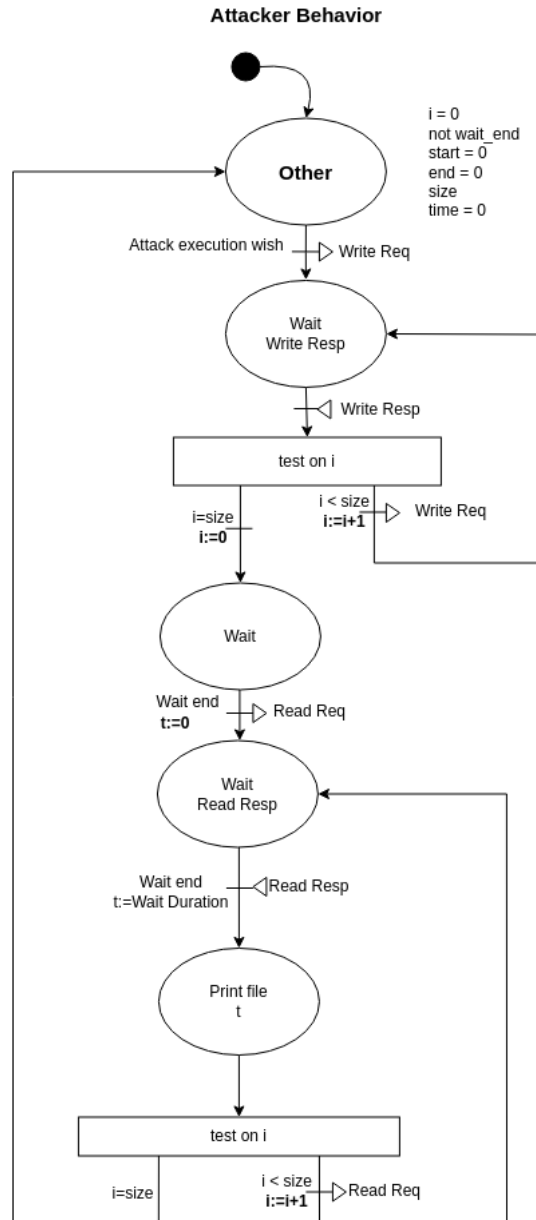 Attacker Behavior
i = 0
not wait_end
start = 0
end = 0
size
time = 0
Other
Attack execution wish
Write Req
Wait
Write Resp
Write Resp
test on i
i=size
i:=0
i < size
i:=i+1
Write Req
Wait
Wait end
t:=0
Read Req
Wait
Read Resp
Wait end
t:=Wait Duration
Read Resp
Print file
t
test on i
i=size
i < size
i:=i+1
Read Req